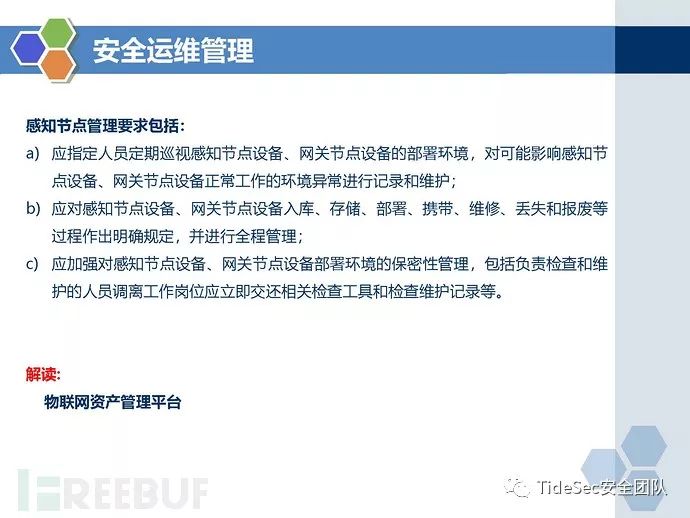 安全运维管理
感知节点管理要求包括：
a) 应指定人员定期巡视感知节点设备、网关节点设备的部署环境，对可能影响感知节
点设备、网关节点设备正常工作的环境异常进行记录和维护；
b) 应对感知节点设备、网关节点设备入库、存储、部署、携带、维修、丢失和报废等
过程作出明确规定，并进行全程管理；
c) 应加强对感知节点设备、网关节点设备部署环境的保密性管理，包括负责检查和维
护的人员调离工作岗位应立即交还相关检查工具和检查维护记录等。
解读:
物联网资产管理平台
FREEBUF
TideSec安全团队